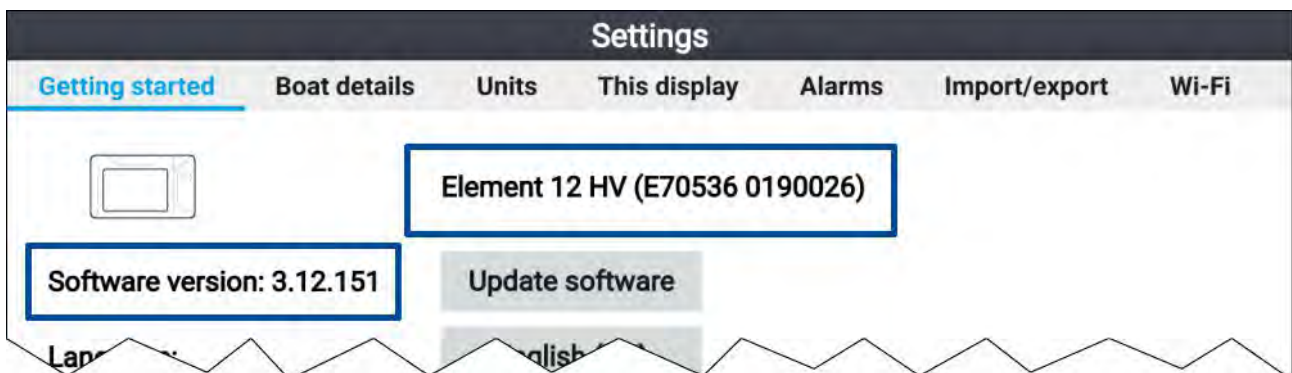 Settings
Getting started Boat details Units This display Alarms Import/export Wi-Fi
Element 12 HV (E70536 0190026)
Software version: 3.12.151 Update software